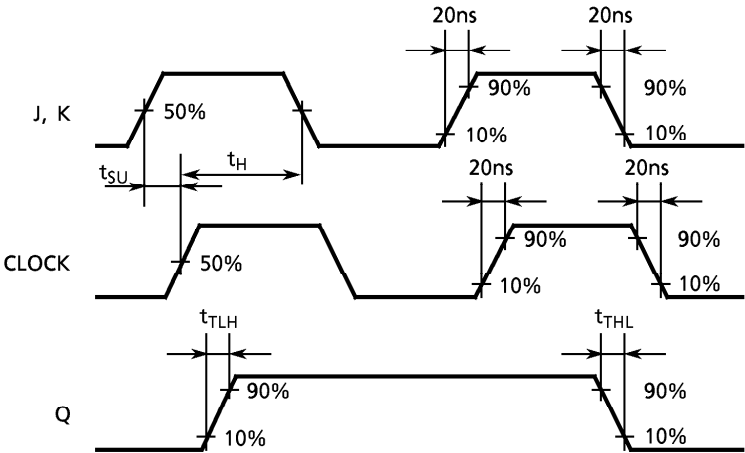 20ns 20ns
J, K 50% 90% 90%
10% 10%
tSU tH 20ns 20ns
CLOCK 50% 90% 90%
10% 10%
tTLH tTHL
Q 90% 90%
10% 10%